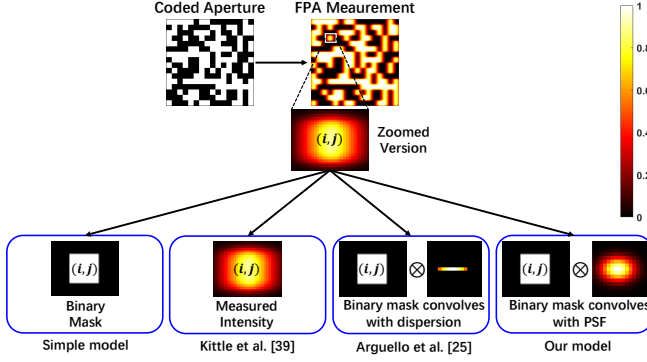 Coded Aperture
FPA Meaurement
1
0.8
0.6
0.4
0.2
0
(i,j)
Zoomed
Version
(i,j)
Binary
Mask
(i,j)
Measured
Intensity
(i,j) ⊗
Binary mask convolves
with dispersion
(i,j) ⊗
Binary mask convolves
with PSF
Simple model
Kittle et al. [39]
Arguello et al. [25]
Our model